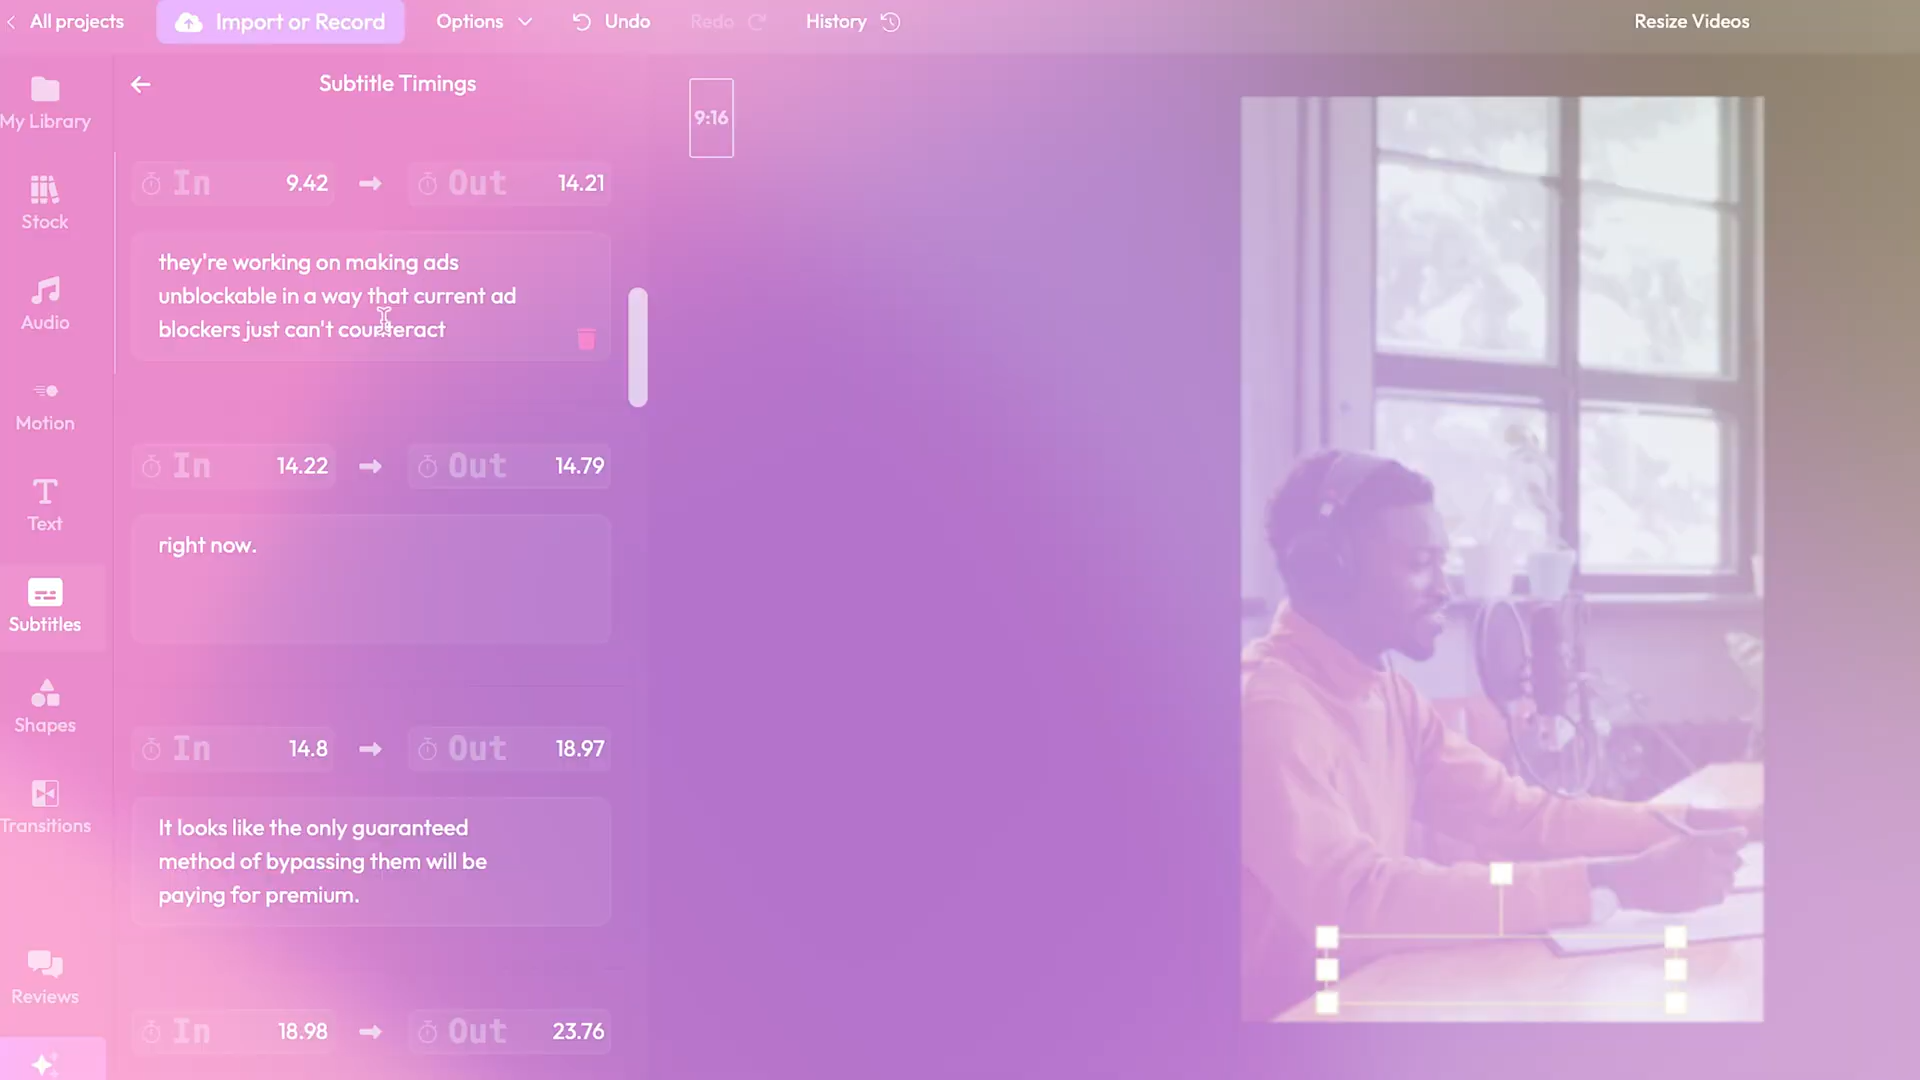 All projects
Import or Record
Options
Undo
Redo
History
Resize Videos
My Library
Stock
Audio
Motion
Text
Subtitles
Shapes
Transitions
Reviews
Subtitle Timings
In 9.42
Out 14.21
they're working on making ads
unblockable in a way that current ad
blockers just can't counteract
In 14.22
Out 14.79
right now.
In 14.8
Out 18.97
It looks like the only guaranteed
method of bypassing them will be
paying for premium.
In 18.98
Out 23.76
9:16